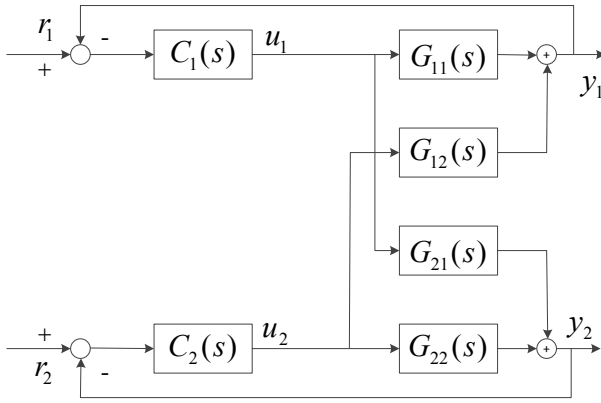 r₁
-
+
C₁(s)
u₁
G₁₁(s)
+
y₁
G₁₂(s)
G₂₁(s)
+
r₂
-
C₂(s)
u₂
G₂₂(s)
+
y₂